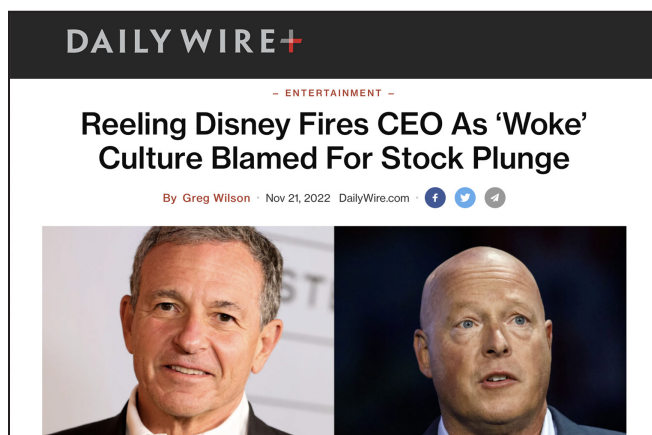 DAILY WIRE+
– ENTERTAINMENT –
Reeling Disney Fires CEO As ‘Woke’
Culture Blamed For Stock Plunge
By Greg Wilson · Nov 21, 2022 DailyWire.com ·
STE